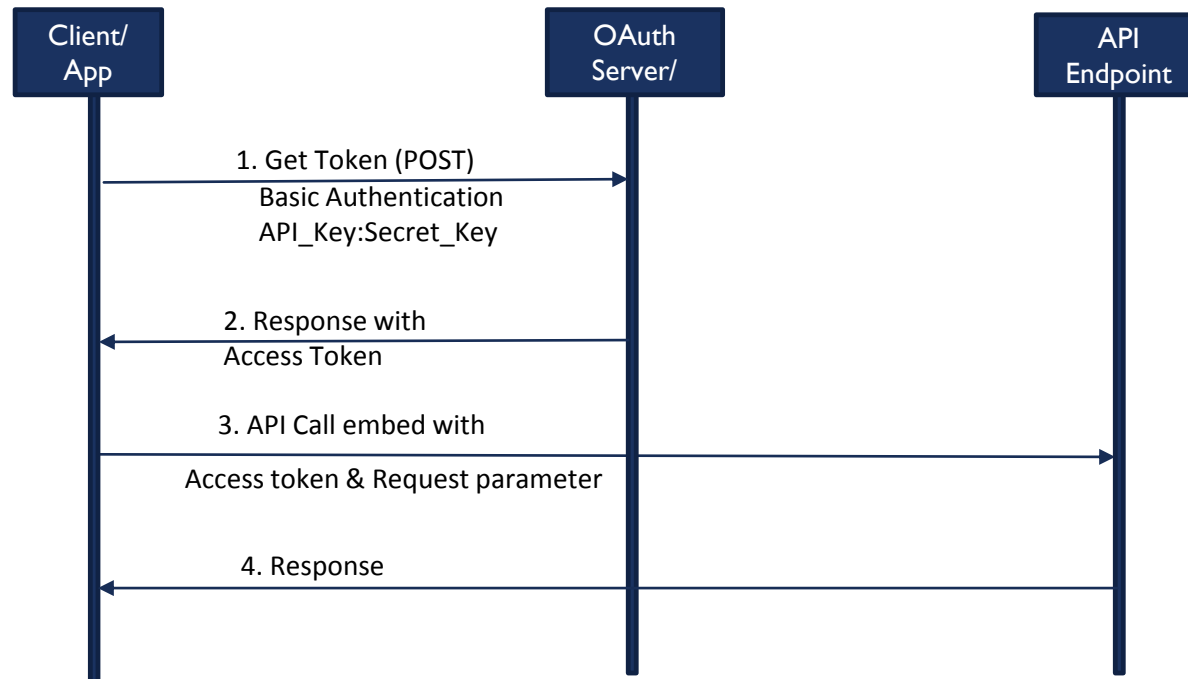 Client/
App
OAuth
Server/
API
Endpoint
1. Get Token (POST)
Basic Authentication
API_Key:Secret_Key
2. Response with
Access Token
3. API Call embed with
Access token & Request parameter
4. Response